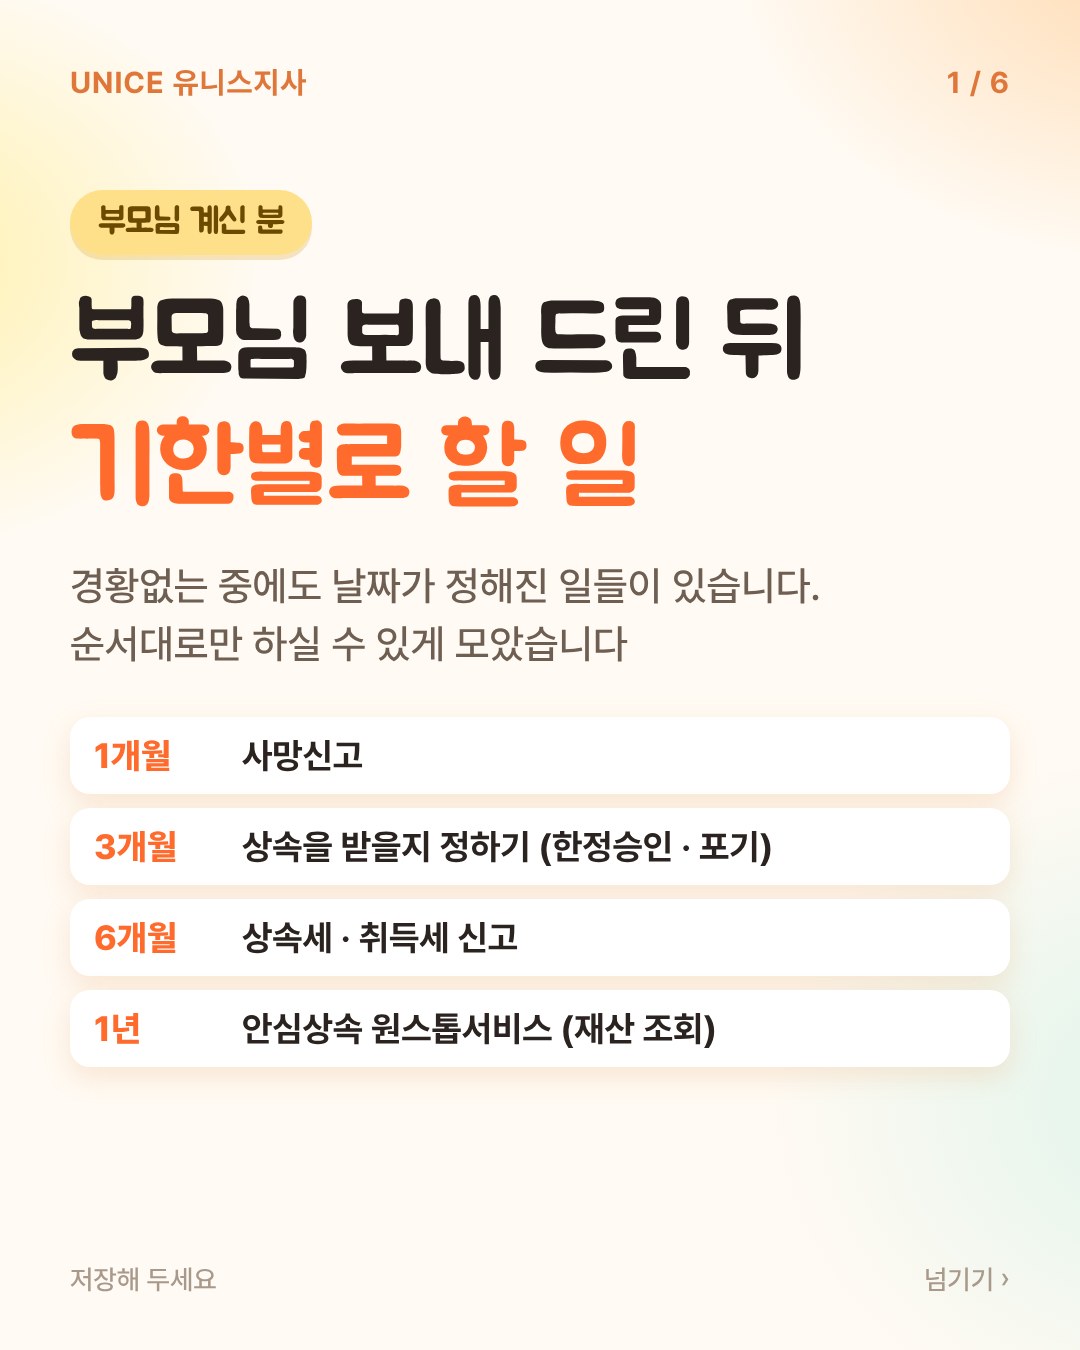 UNICE 유니스지사
1 / 6
부모님 계신 분
부모님 보내 드린 뒤
기한별로 할 일
경황없는 중에도 날짜가 정해진 일들이 있습니다.
순서대로만 하실 수 있게 모았습니다
1개월 사망신고
3개월 상속을 받을지 정하기 (한정승인 · 포기)
6개월 상속세 · 취득세 신고
1년 안심상속 원스톱서비스 (재산 조회)
저장해 두세요
넘기기 ›